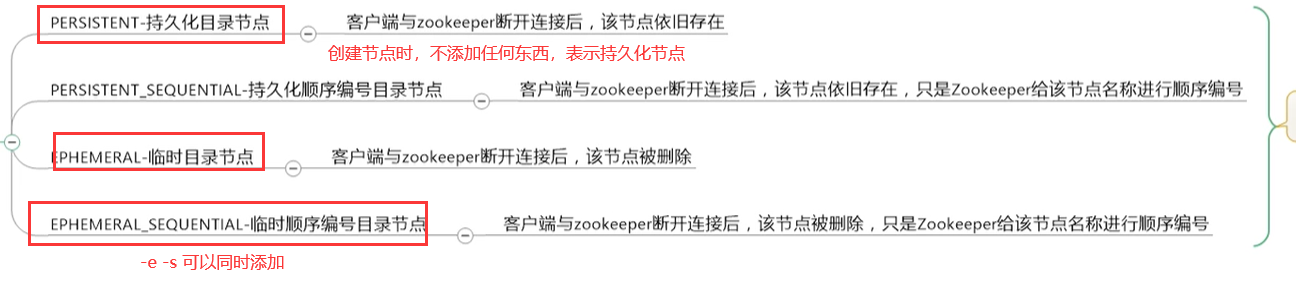 PERSISTENT-持久化目录节点 客户端与zookeeper断开连接后，该节点依旧存在
创建节点时，不添加任何东西，表示持久化节点
PERSISTENT_SEQUENTIAL-持久化顺序编号目录节点 客户端与zookeeper断开连接后，该节点依旧存在，只是Zookeeper给该节点名称进行顺序编号
EPHEMERAL-临时目录节点 客户端与zookeeper断开连接后，该节点被删除
EPHEMERAL_SEQUENTIAL-临时顺序编号目录节点 客户端与zookeeper断开连接后，该节点被删除，只是Zookeeper给该节点名称进行顺序编号
-e -s 可以同时添加